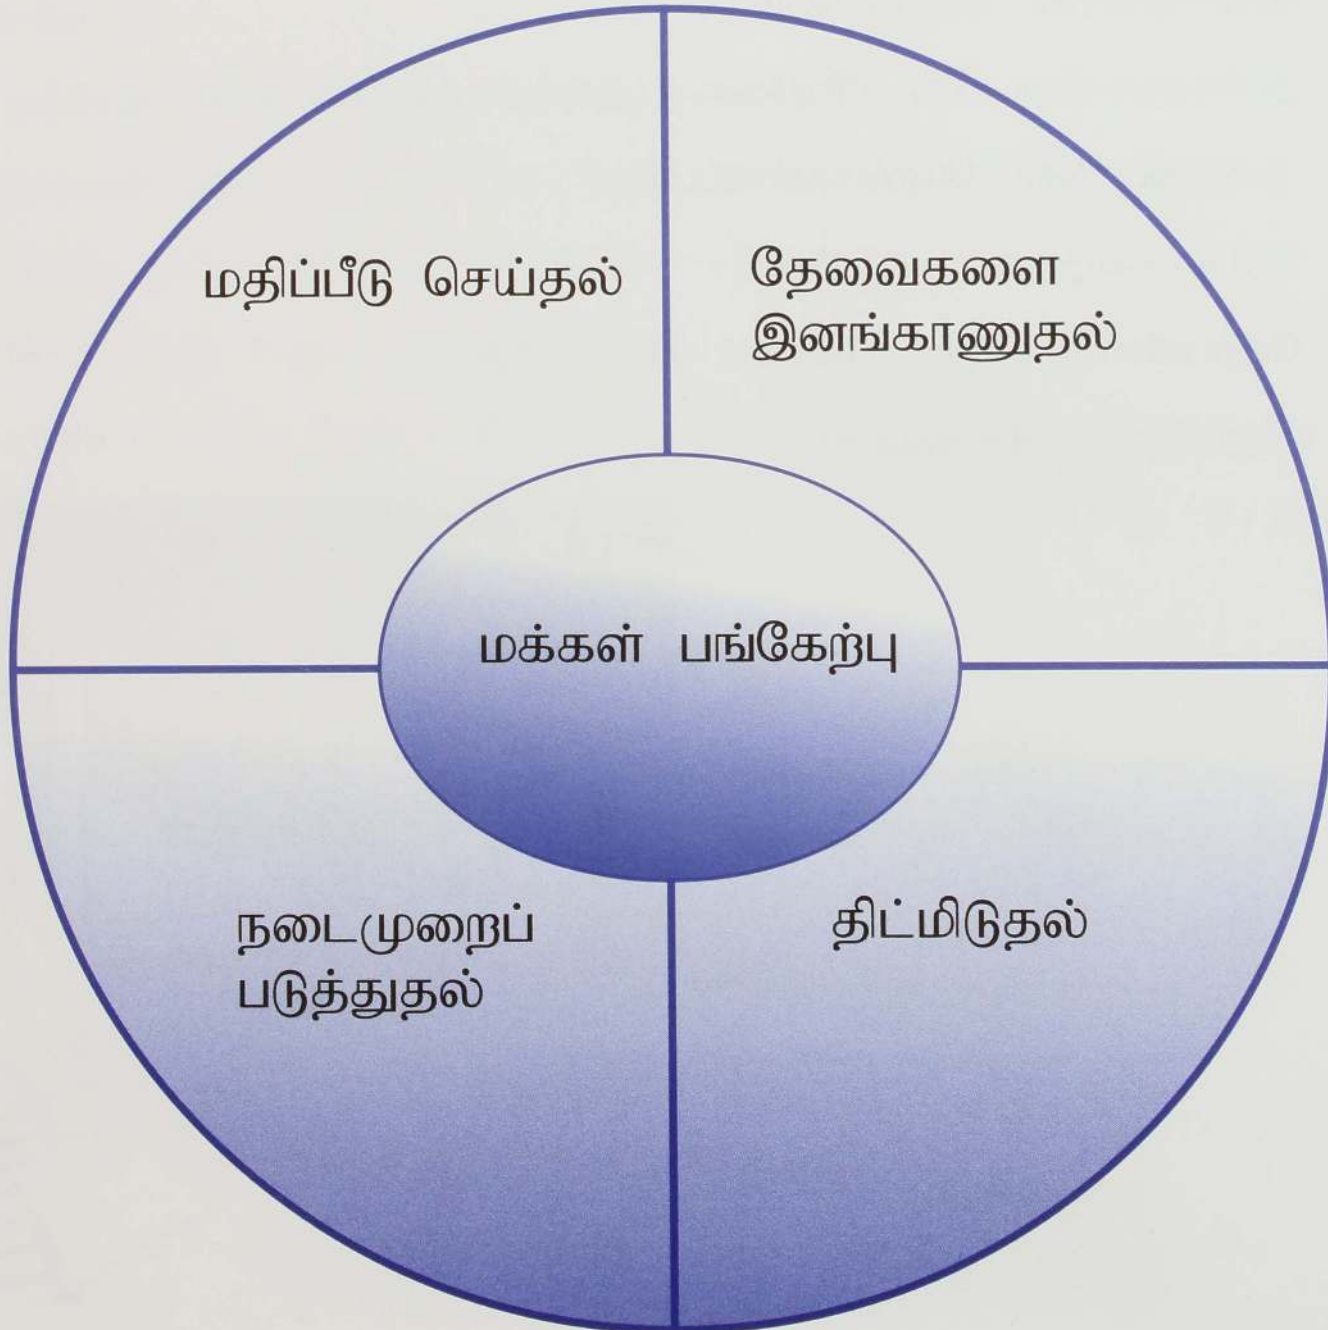 மதிப்பீடு செய்தல்
தேவைகளை
இனங்காணுதல்
மக்கள் பங்கேற்பு
நடைமுறைப்
படுத்துதல்
திட்மிடுதல்